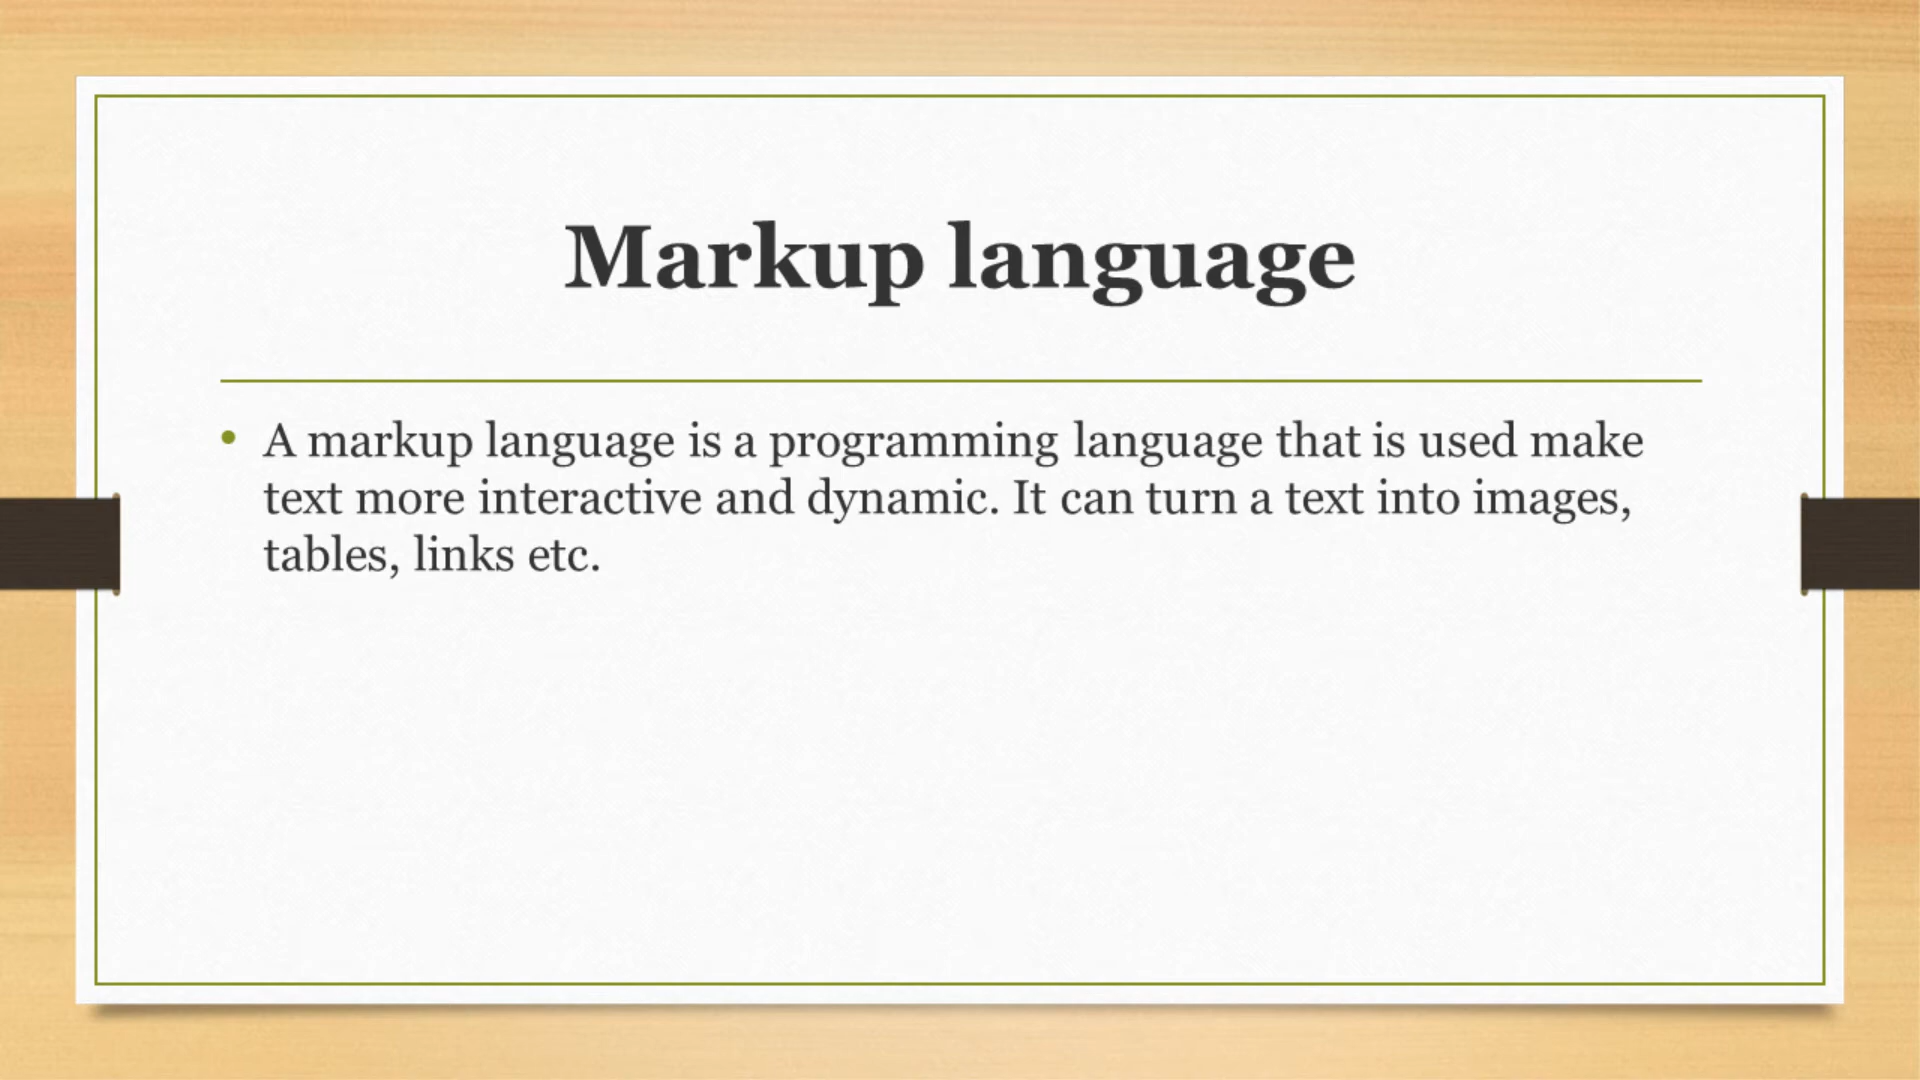 Markup language
• A markup language is a programming language that is used make
text more interactive and dynamic. It can turn a text into images,
tables, links etc.